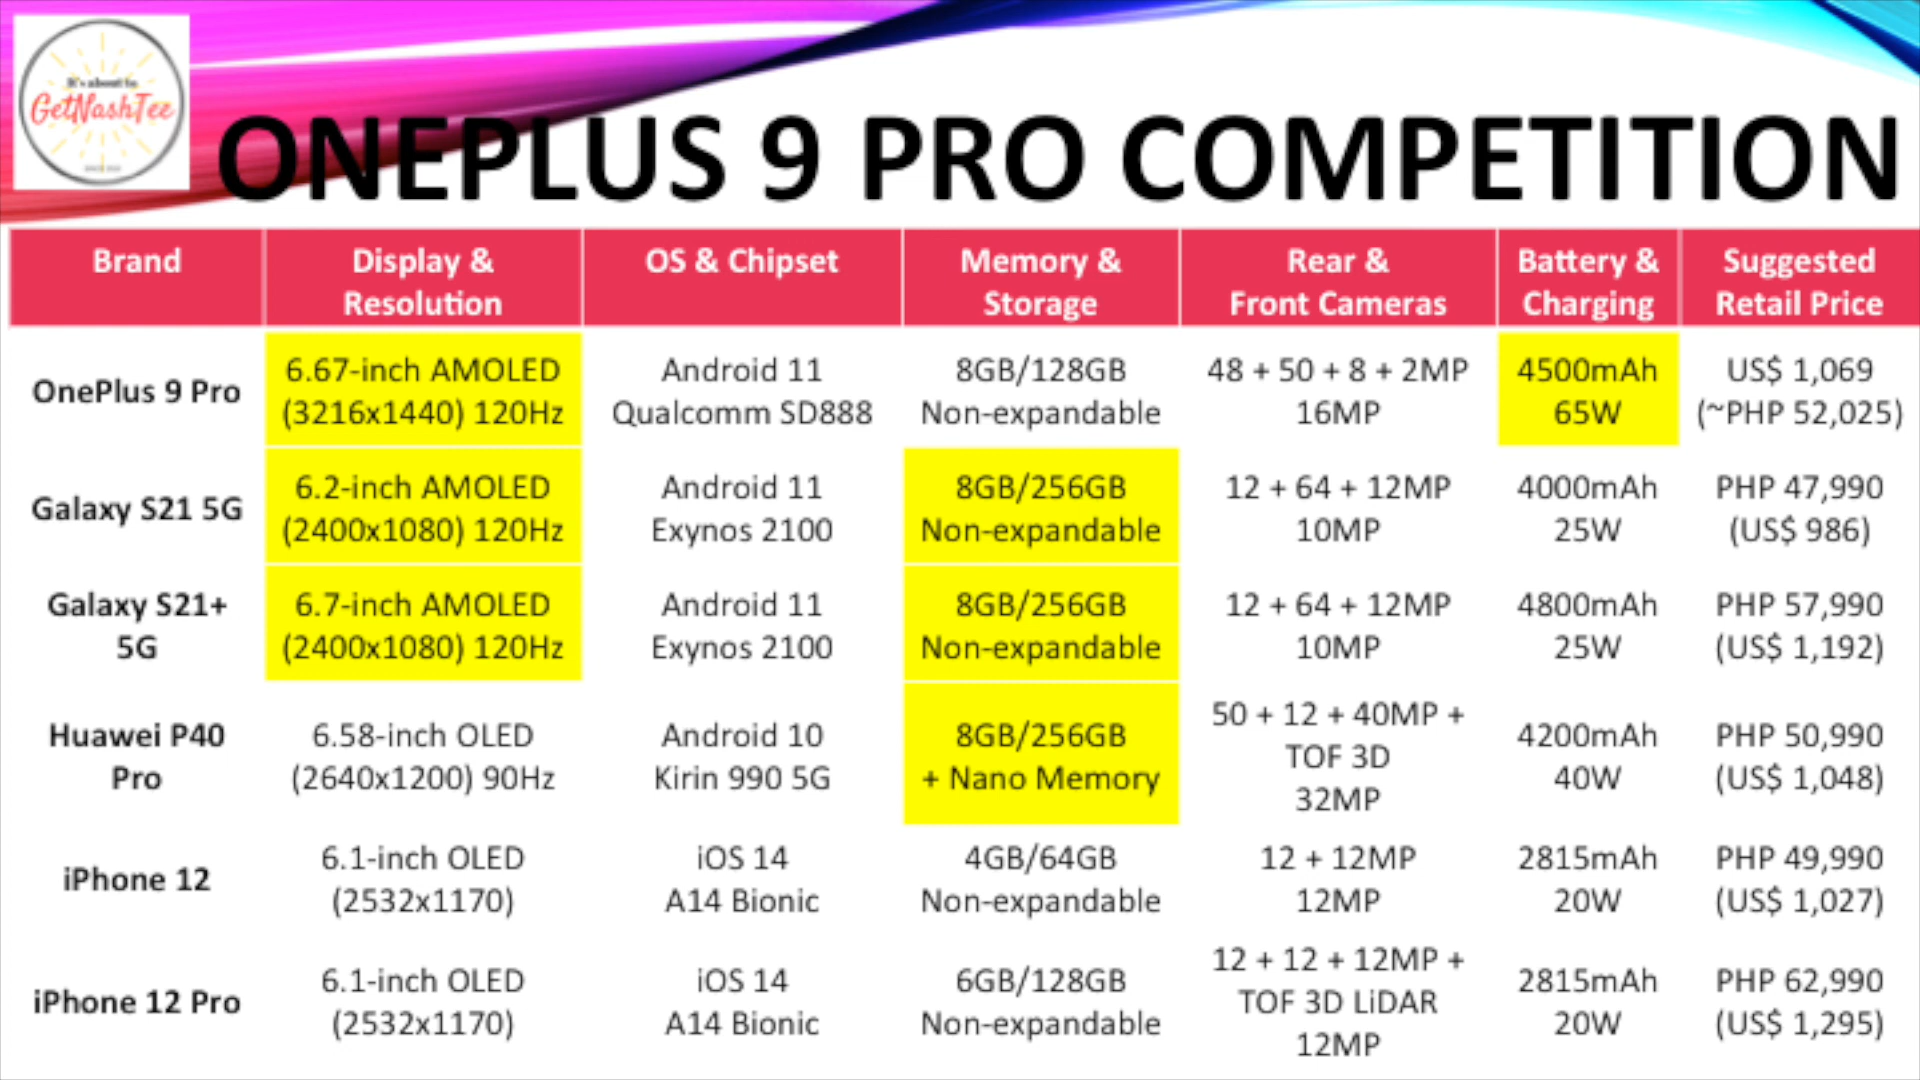 It's about to
GetNashTee
ONEPLUS 9 PRO COMPETITION
Brand
Display &
Resolution
OS & Chipset
Memory &
Storage
Rear &
Front Cameras
Battery &
Charging
Suggested
Retail Price
OnePlus 9 Pro
6.67-inch AMOLED
(3216x1440) 120Hz
Android 11
Qualcomm SD888
8GB/128GB
Non-expandable
48 + 50 + 8 + 2MP
16MP
4500mAh
65W
US$ 1,069
(~PHP 52,025)
Galaxy S21 5G
6.2-inch AMOLED
(2400x1080) 120Hz
Android 11
Exynos 2100
8GB/256GB
Non-expandable
12 + 64 + 12MP
10MP
4000mAh
25W
PHP 47,990
(US$ 986)
Galaxy S21+
5G
6.7-inch AMOLED
(2400x1080) 120Hz
Android 11
Exynos 2100
8GB/256GB
Non-expandable
12 + 64 + 12MP
10MP
4800mAh
25W
PHP 57,990
(US$ 1,192)
Huawei P40
Pro
6.58-inch OLED
(2640x1200) 90Hz
Android 10
Kirin 990 5G
8GB/256GB
+ Nano Memory
50 + 12 + 40MP +
TOF 3D
32MP
4200mAh
40W
PHP 50,990
(US$ 1,048)
iPhone 12
6.1-inch OLED
(2532x1170)
iOS 14
A14 Bionic
4GB/64GB
Non-expandable
12 + 12MP
12MP
2815mAh
20W
PHP 49,990
(US$ 1,027)
iPhone 12 Pro
6.1-inch OLED
(2532x1170)
iOS 14
A14 Bionic
6GB/128GB
Non-expandable
12 + 12 + 12MP +
TOF 3D LiDAR
12MP
2815mAh
20W
PHP 62,990
(US$ 1,295)